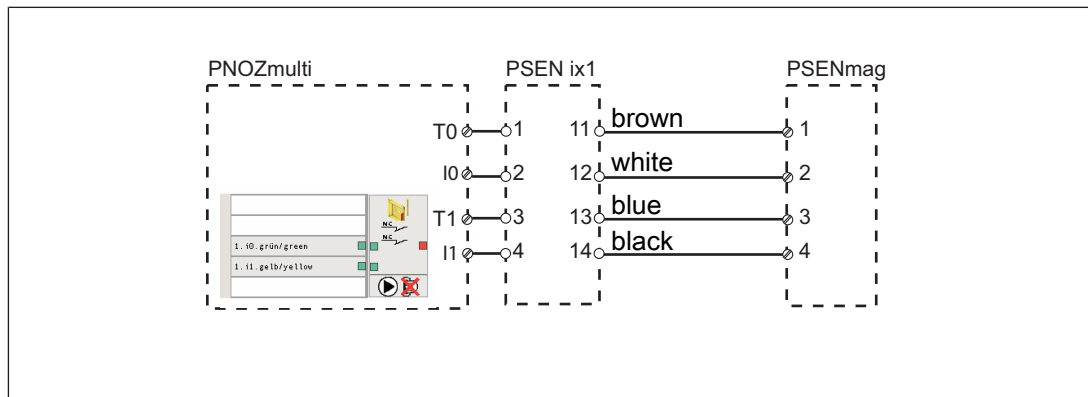 PNOZmulti PSEN ix1 PSENmag
T0 1 11 brown 1
I0 2 12 white 2
T1 3 13 blue 3
I1 4 14 black 4
NC
NC
1.i0.grün/green
1.i1.gelb/yellow